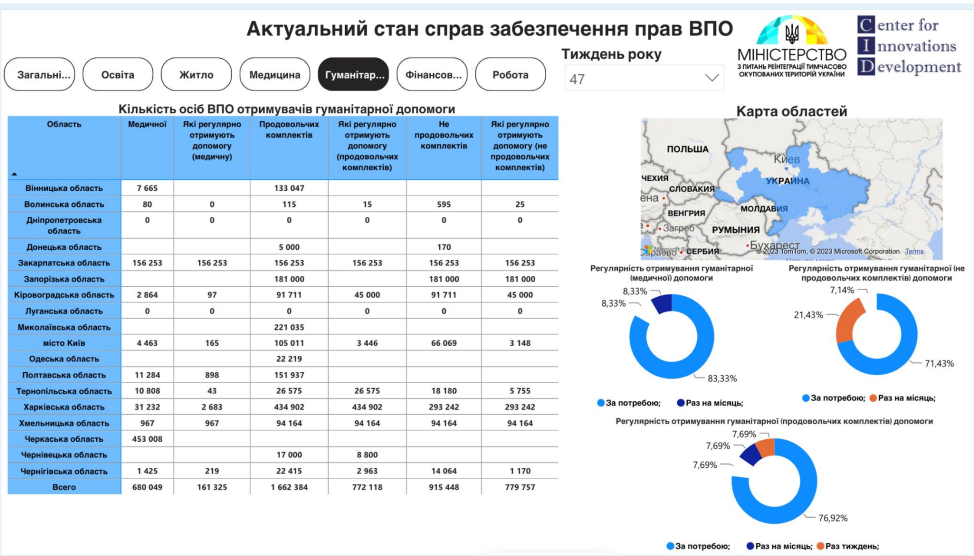 Актуальний стан справ забезпечення прав ВПО
МІНІСТЕРСТВО
З ПИТАНЬ РЕІНТЕГРАЦІЇ ТИМЧАСОВО
ОКУПОВАНИХ ТЕРИТОРІЙ УКРАЇНИ
Center for
Innovations
Development
Загальні...
Освіта
Житло
Медицина
Гуманітар...
Фінансов...
Робота
Тиждень року
47
Кількість осіб ВПО отримувачів гуманітарної допомоги
Область Медичної Які регулярно отримують допомогу (медичну) Продовольчих комплектів Які регулярно отримують допомогу (продовольчих комплектів) Не продовольчих комплектів Які регулярно отримують допомогу (не продовольчих комплектів)
Вінницька область 7 665 133 047
Волинська область 80 0 115 15 595 25
Дніпропетровська область 0 0 0 0 0 0
Донецька область 5 000 170
Закарпатська область 156 253 156 253 156 253 156 253 156 253 156 253
Запорізька область 181 000 181 000 181 000
Кіровоградська область 2 864 97 91 711 45 000 91 711 45 000
Луганська область 0 0 0 0 0 0
Миколаївська область 221 035
місто Київ 4 463 165 105 011 3 446 66 069 3 148
Одеська область 22 219
Полтавська область 11 284 898 151 937
Тернопільська область 10 808 43 26 575 26 575 18 180 5 755
Харківська область 31 232 2 683 434 902 434 902 293 242 293 242
Хмельницька область 967 967 94 164 94 164 94 164 94 164
Черкаська область 453 008
Чернівецька область 17 000 8 800
Чернігівська область 1 425 219 22 415 2 963 14 064 1 170
Всего 680 049 161 325 1 662 384 772 118 915 448 779 757
Карта областей
ПОЛЬША
Киев
ЧЕХИЯ
УКРАИНА
СЛОВАКИЯ
ена
МОЛДАВИЯ
ВЕНГРИЯ
Загреб
РУМЫНИЯ
Бухарест
СЕРБИЯ
© 2023 TomTom, © 2023 Microsoft Corporation Terms
Регулярність отримування гуманітарної
(медичної) допомоги
8,33%
8,33%
83,33%
За потребою; Раз на місяць;
Регулярність отримування гуманітарної (не
продовольчих комплектів) допомоги
7,14%
21,43%
71,43%
За потребою; Раз на місяць;
Регулярність отримування гуманітарної (продовольчих комплектів) допомоги
7,69%
7,69%
7,69%
76,92%
За потребою; Раз на місяць; Раз тиждень;